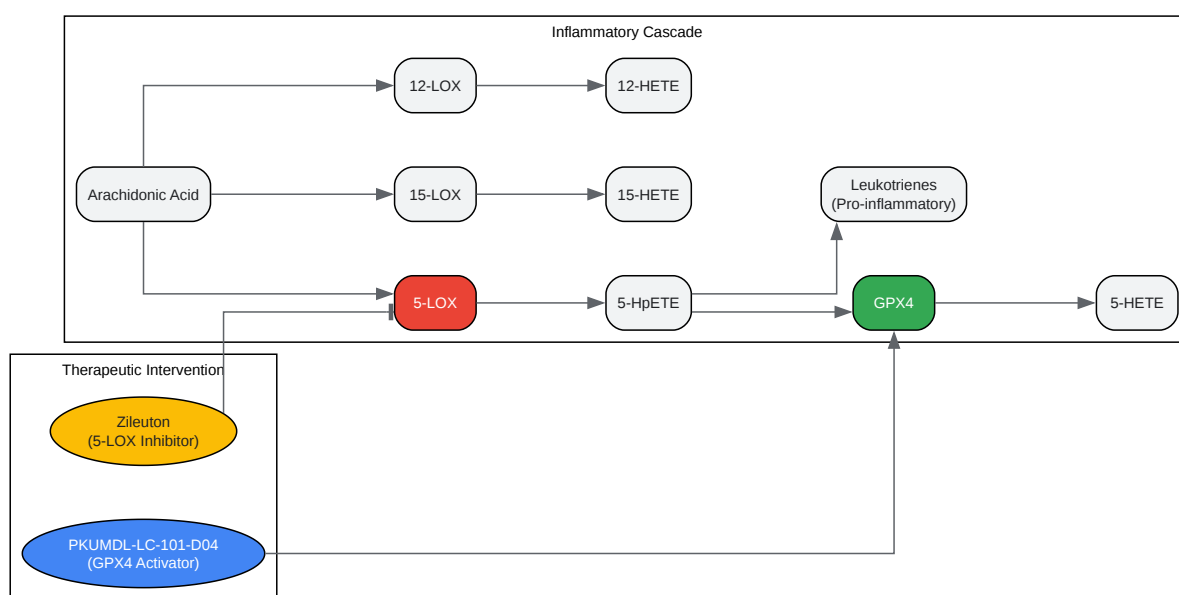 Inflammatory Cascade
12-LOX
12-HETE
Arachidonic Acid
15-LOX
15-HETE
Leukotrienes
(Pro-inflammatory)
5-LOX
5-HpETE
GPX4
5-HETE
Therapeutic Intervention
Zileuton
(5-LOX Inhibitor)
PKUMDL-LC-101-D04
(GPX4 Activator)